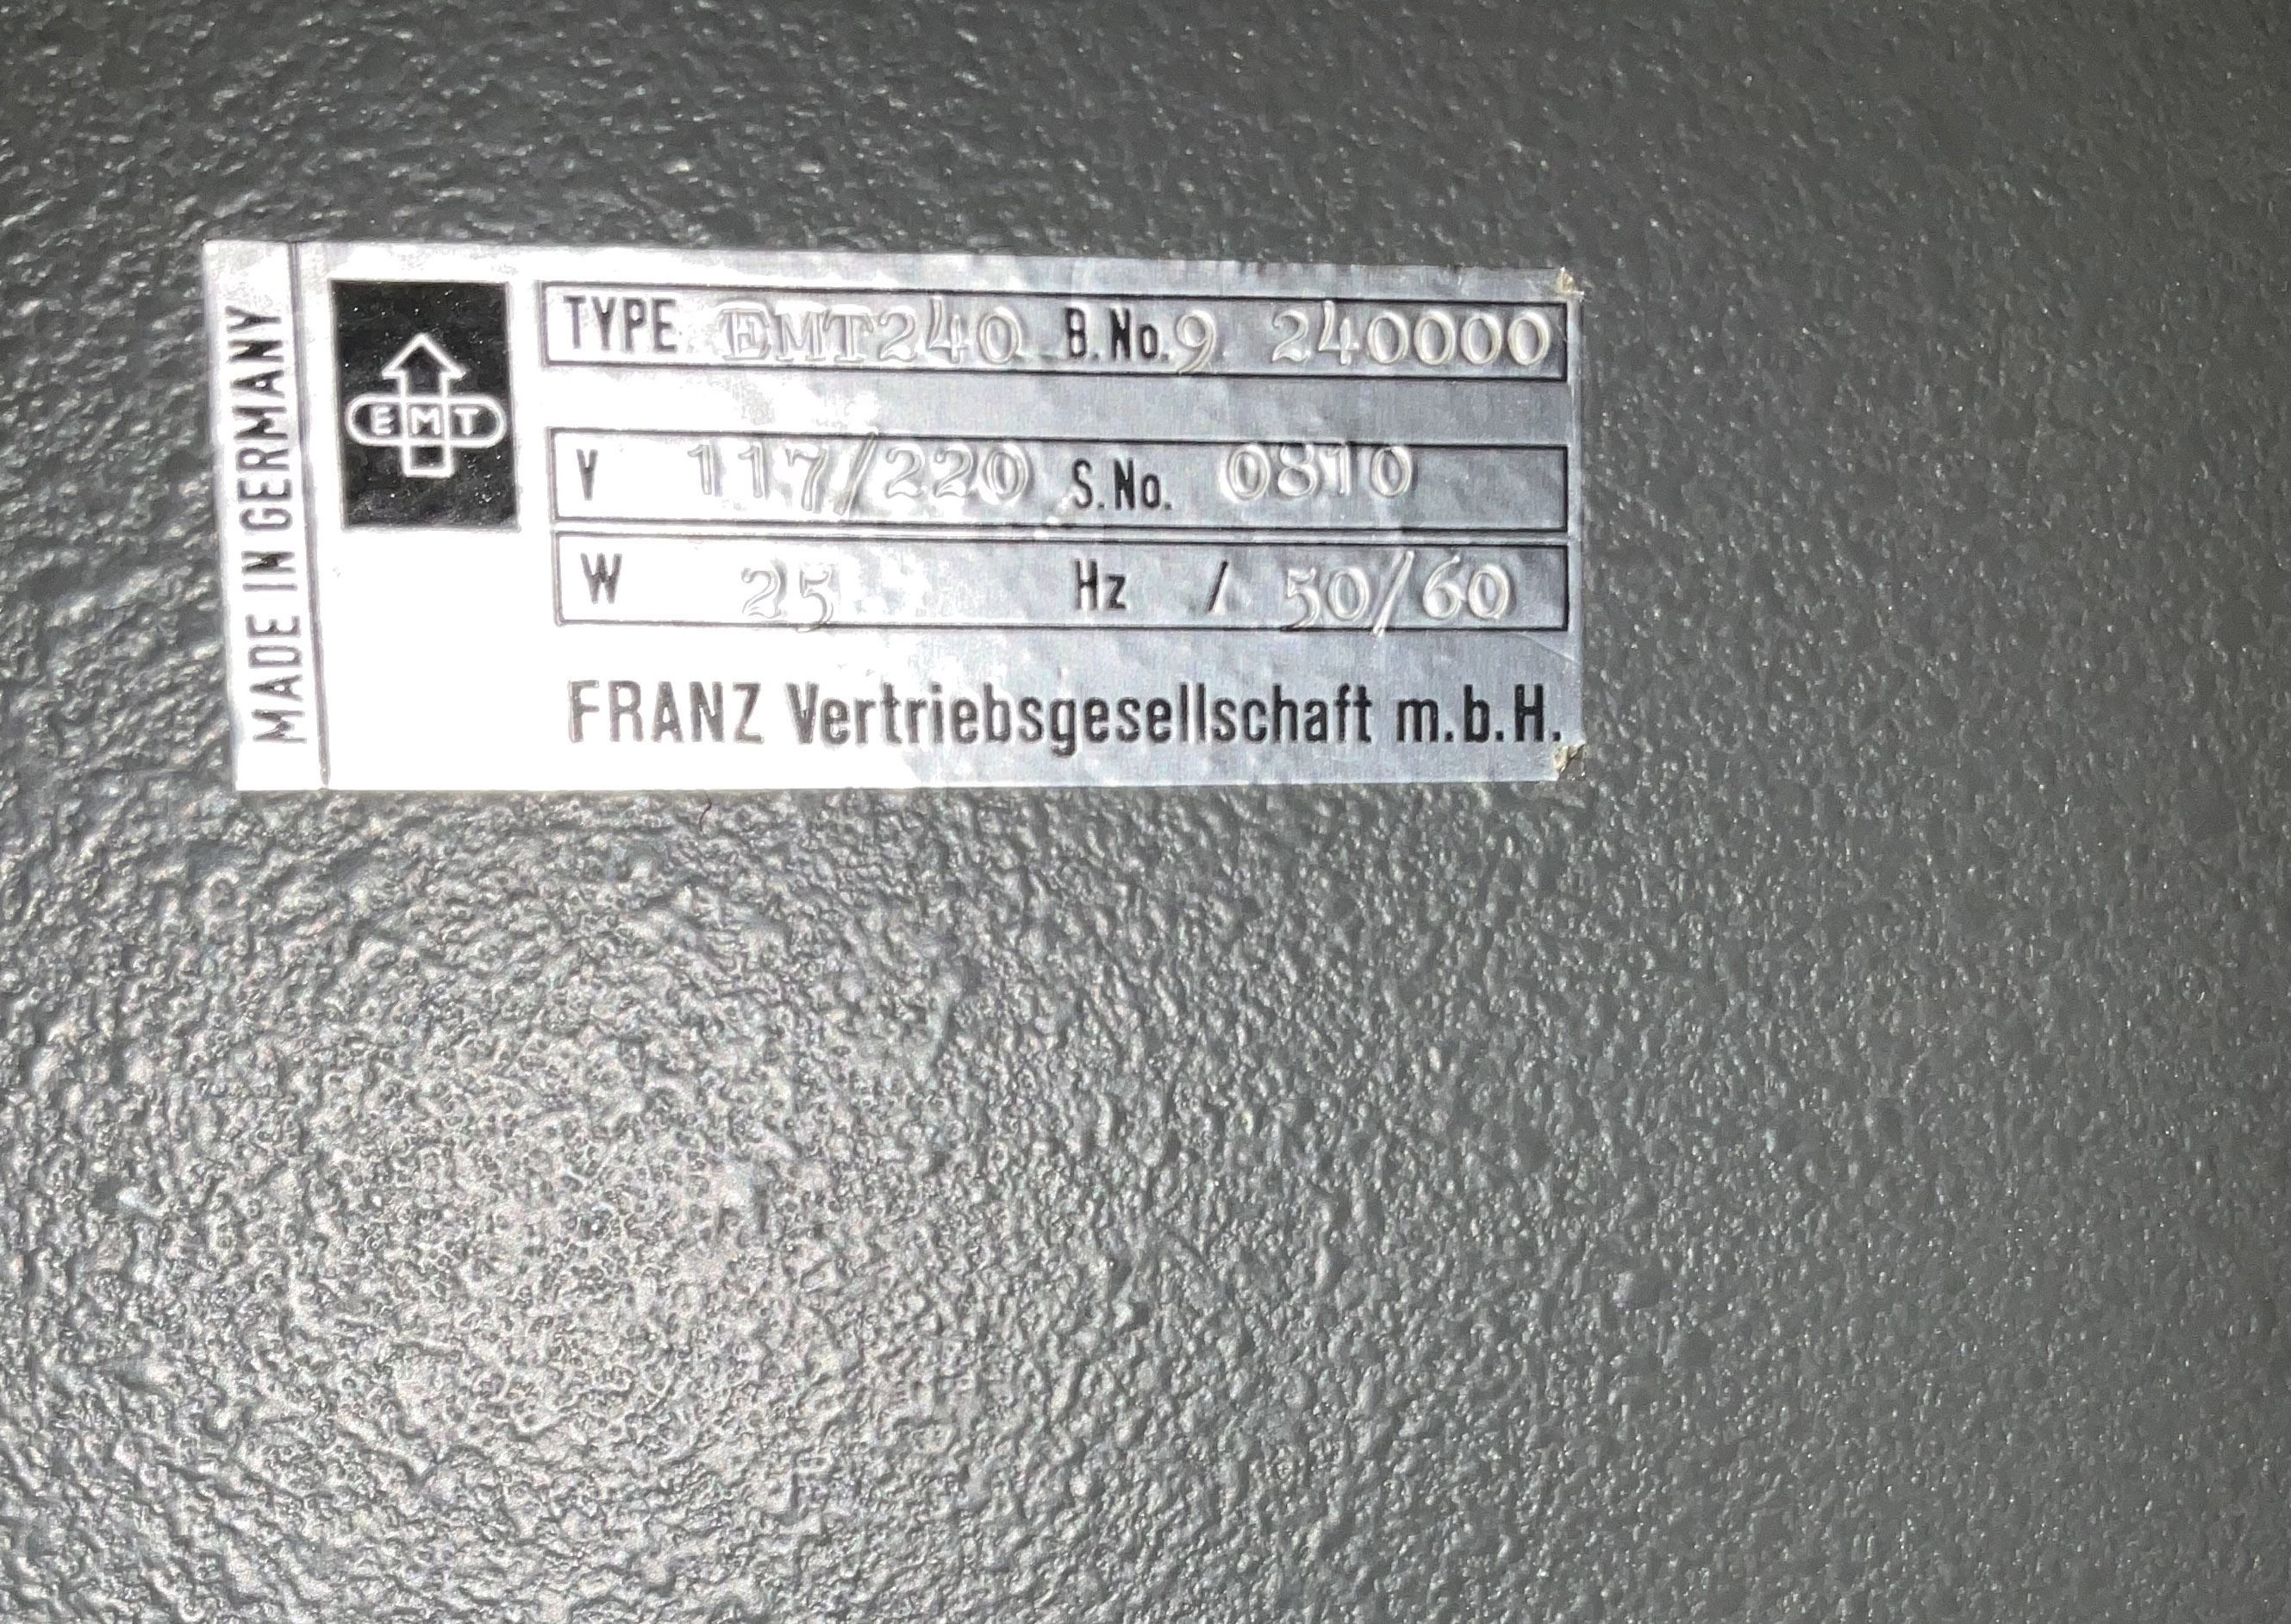 MADE IN GERMANY
EMT
TYPE EMT240 B.No.9 240000
V 117/220 S.No. 0810
W 25 Hz / 50/60
FRANZ Vertriebsgesellschaft m.b.H.